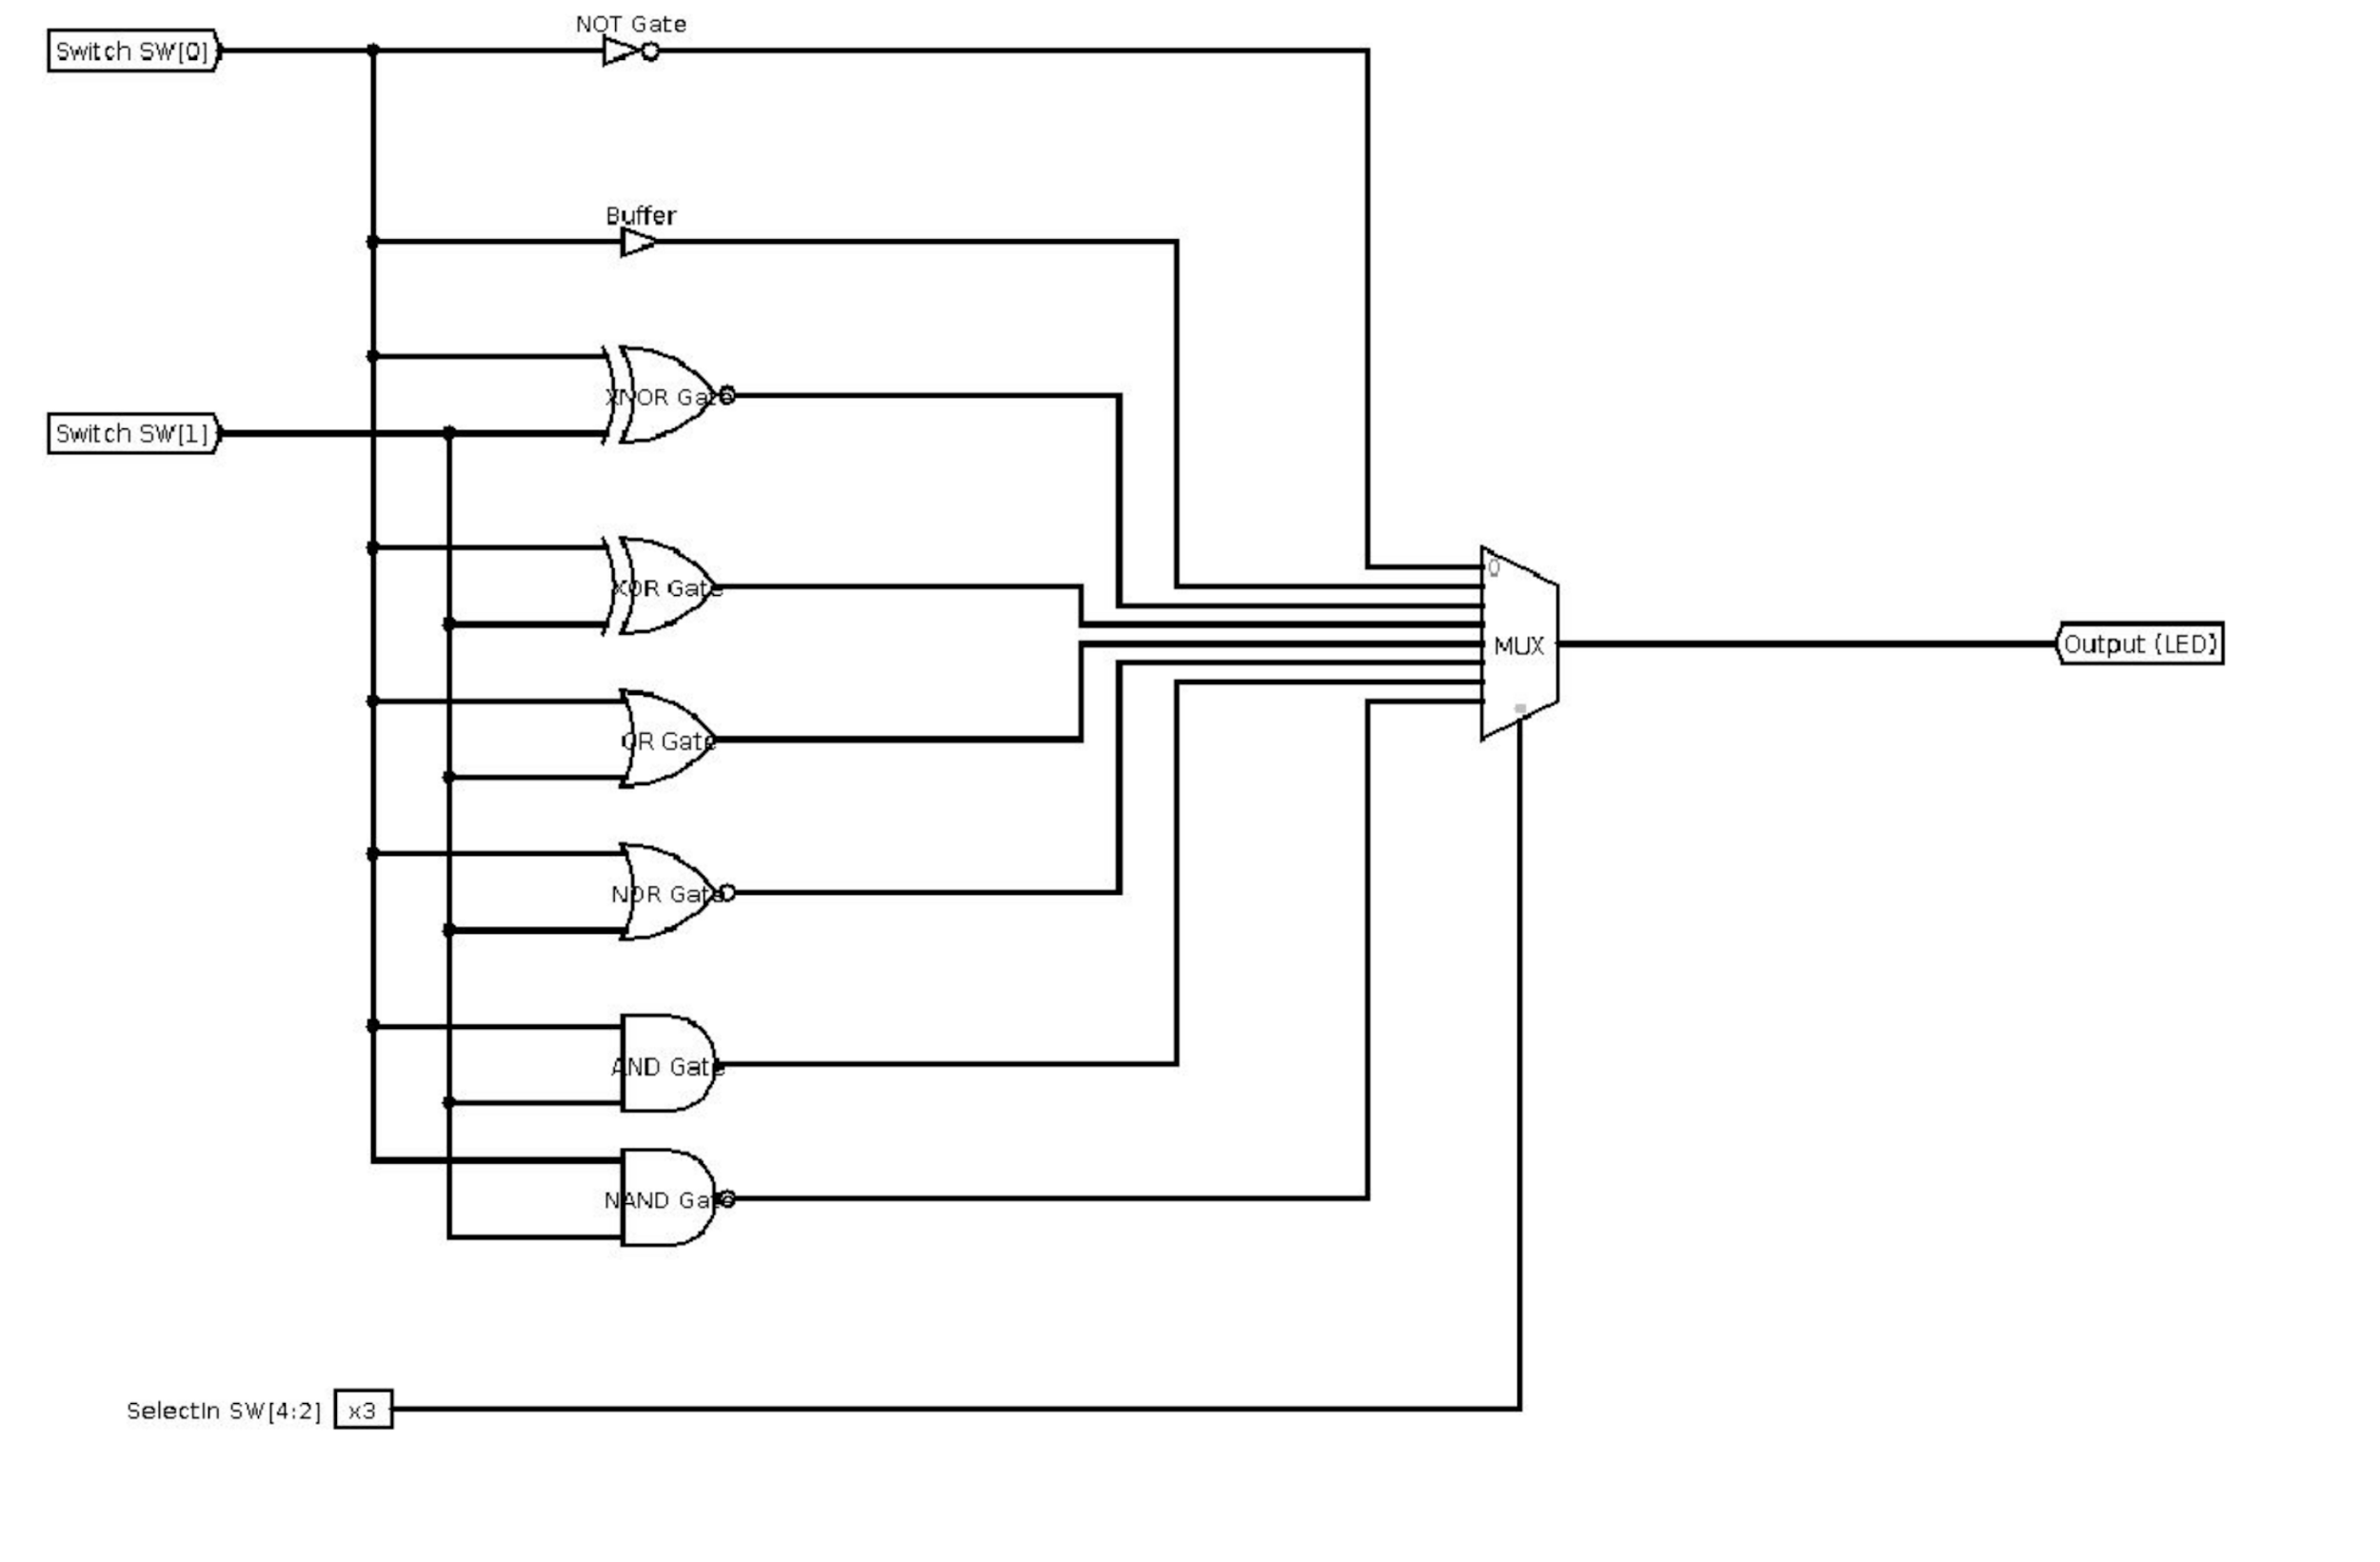 NOT Gate
Switch SW[0]
Buffer
XNOR Gate
Switch SW[1]
0
XOR Gate
MUX
Output (LED)
OR Gate
NOR Gate
AND Gate
NAND Gate
SelectIn SW[4:2]
x3